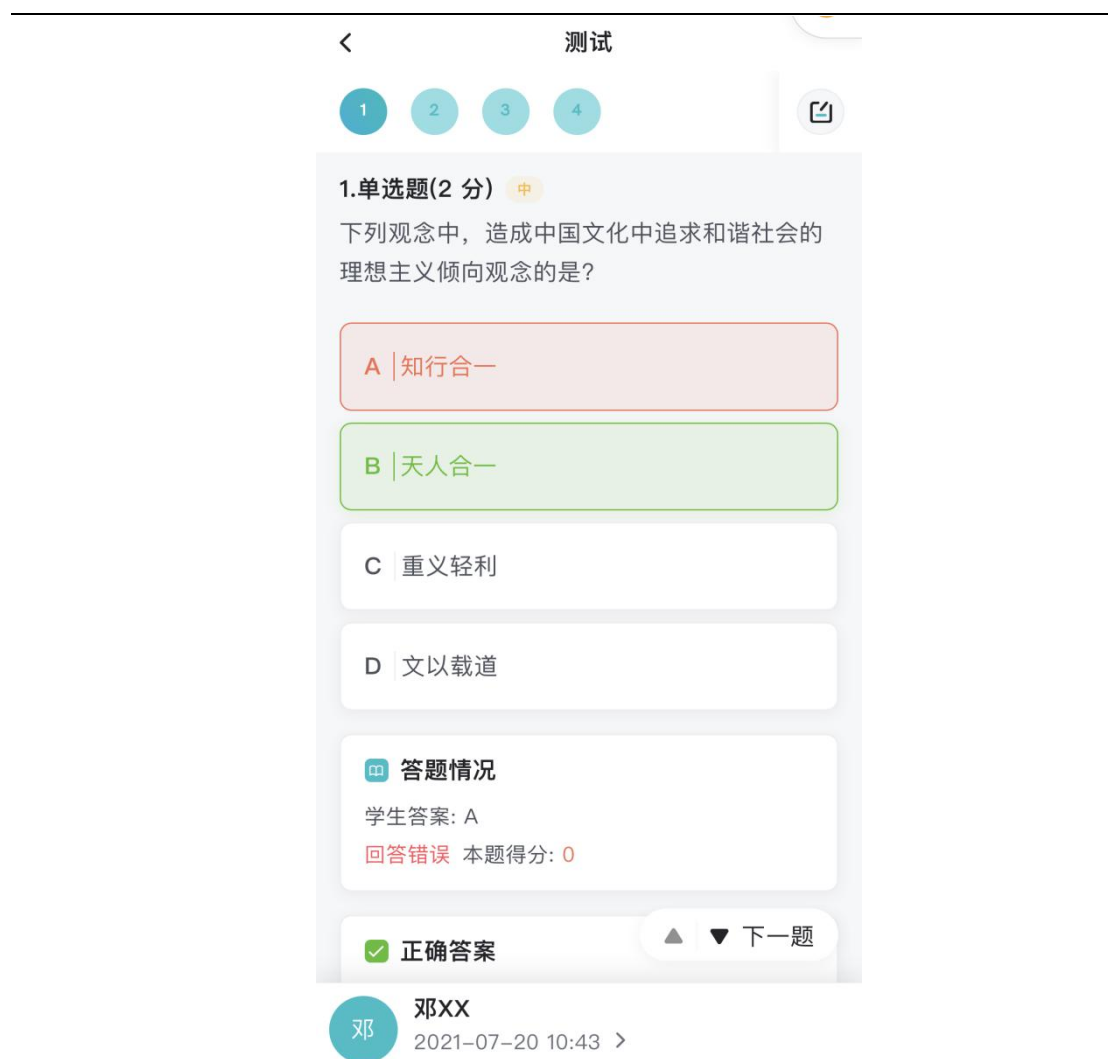 测试
1 2 3 4
1.单选题(2 分) 中
下列观念中，造成中国文化中追求和谐社会的
理想主义倾向观念的是?
A 知行合一
B 天人合一
C 重义轻利
D 文以载道
答题情况
学生答案: A
回答错误 本题得分: 0
下一题
正确答案
邓
邓XX
2021-07-20 10:43